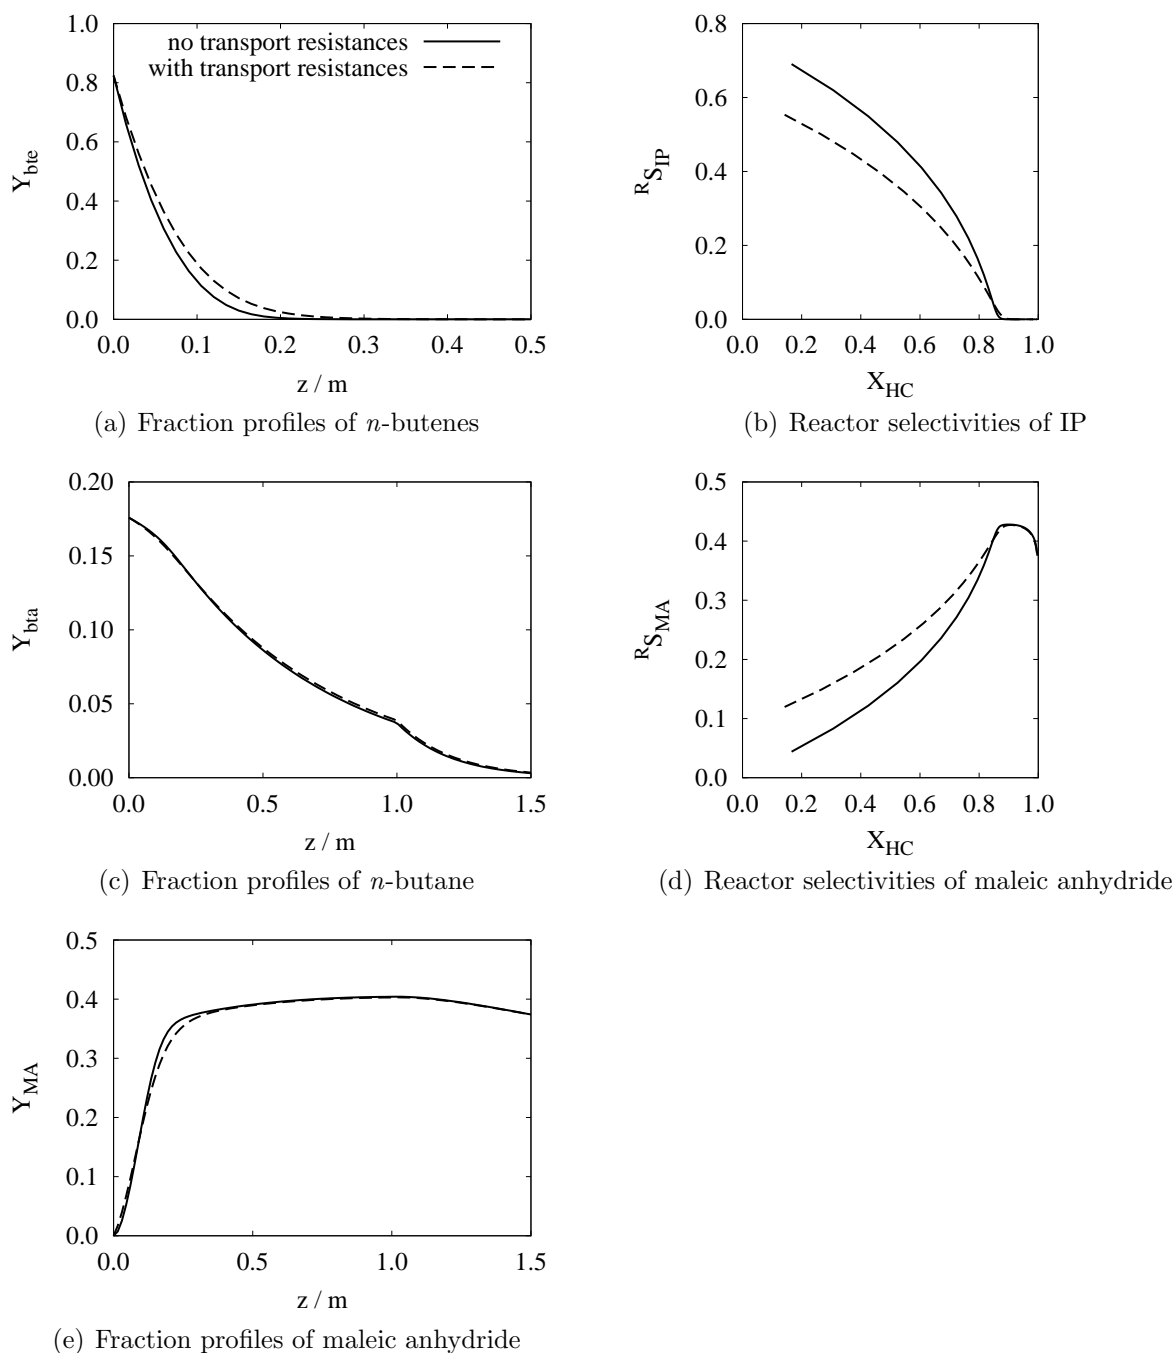 1.0
0.8
0.6
0.4
0.2
0.0
Y_bte
no transport resistances
with transport resistances
0.0 0.1 0.2 0.3 0.4 0.5
z / m
(a) Fraction profiles of n-butenes
0.8
0.6
0.4
0.2
0.0
^R S_IP
0.0 0.2 0.4 0.6 0.8 1.0
X_HC
(b) Reactor selectivities of IP
0.20
0.15
0.10
0.05
0.00
Y_bta
0.0 0.5 1.0 1.5
z / m
(c) Fraction profiles of n-butane
0.5
0.4
0.3
0.2
0.1
0.0
^R S_MA
0.0 0.2 0.4 0.6 0.8 1.0
X_HC
(d) Reactor selectivities of maleic anhydride
0.5
0.4
0.3
0.2
0.1
0.0
Y_MA
0.0 0.5 1.0 1.5
z / m
(e) Fraction profiles of maleic anhydride